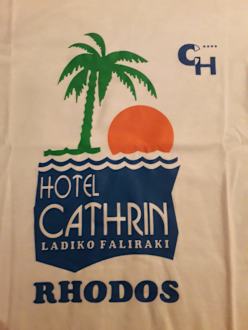 CH
HOTEL
CATHRIN
LADIKO FALIRAKI
RHODOS